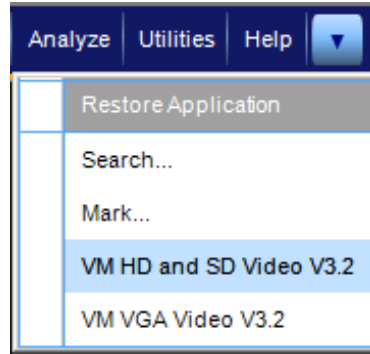 Analyze Utilities Help
Restore Application
Search...
Mark...
VM HD and SD Video V3.2
VM VGA Video V3.2